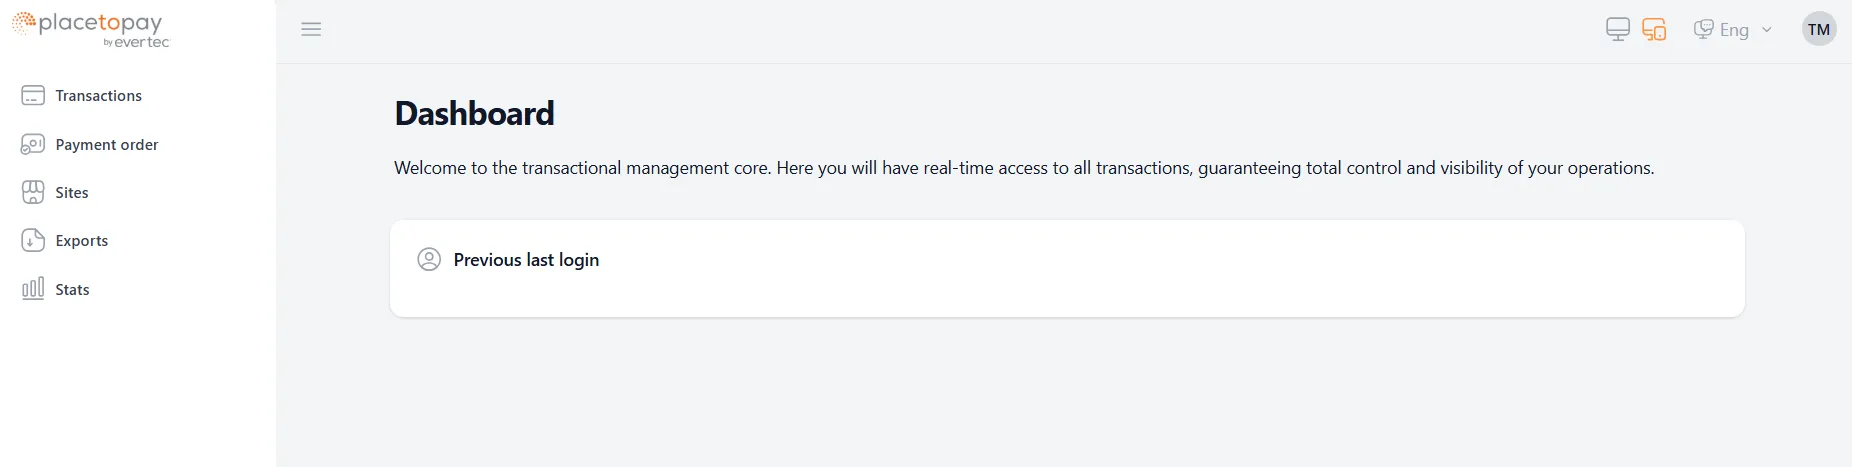 placetopay
by evertec
Eng
TM
Transactions
Payment order
Sites
Exports
Stats
Dashboard
Welcome to the transactional management core. Here you will have real-time access to all transactions, guaranteeing total control and visibility of your operations.
Previous last login